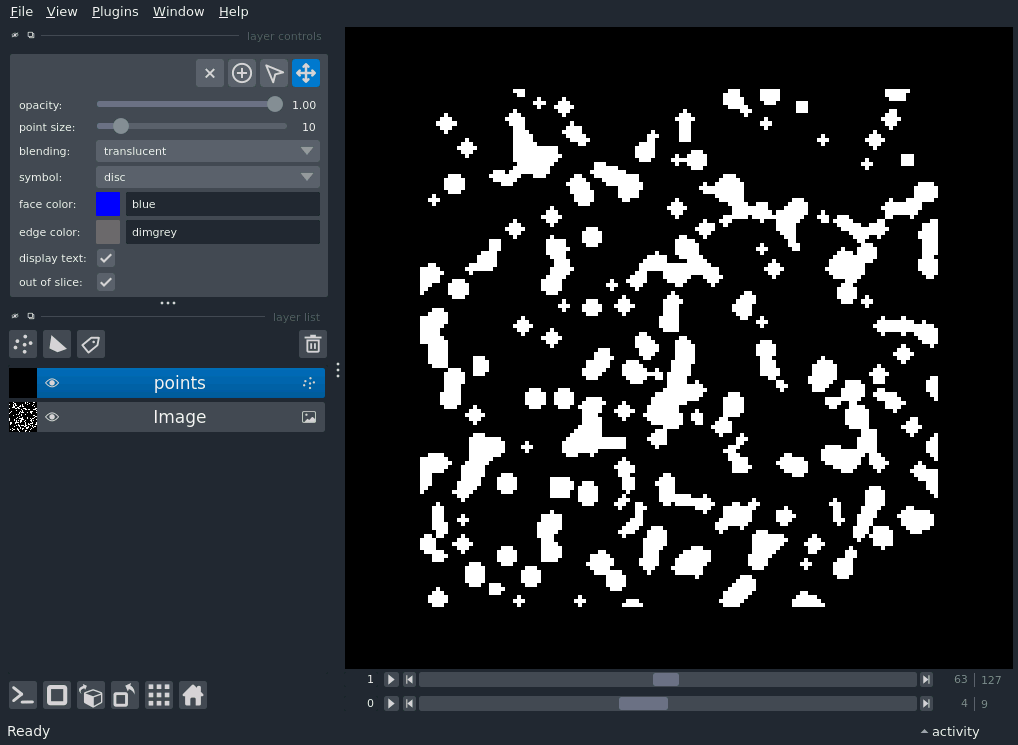 File View Plugins Window Help
layer controls
opacity: 1.00
point size: 10
blending: translucent
symbol: disc
face color: blue
edge color: dimgrey
display text:
out of slice:
layer list
points
Image
1 63 127
0 4 9
Ready activity